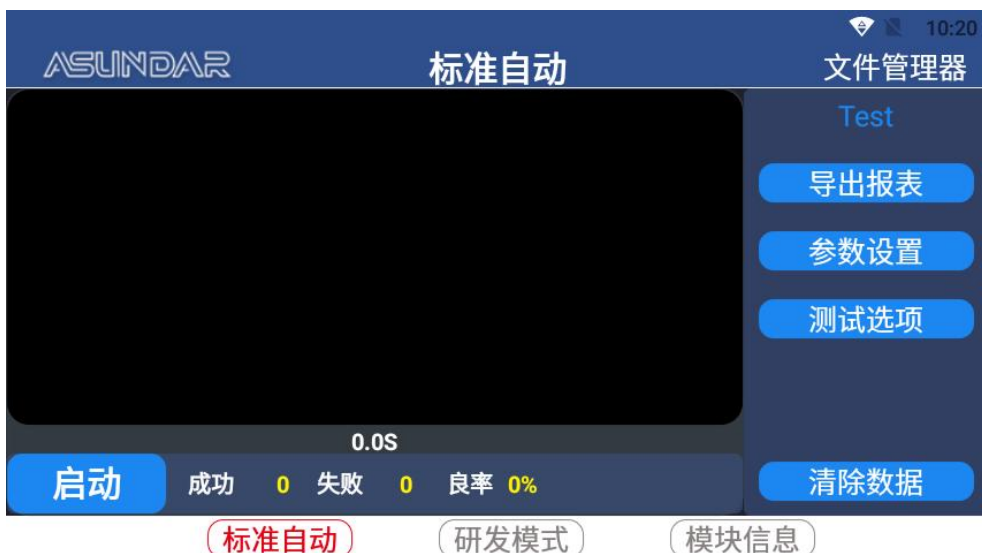 10:20
ASUNDAR 标准自动 文件管理器
Test
导出报表
参数设置
测试选项
0.0S
启动 成功 0 失败 0 良率 0% 清除数据
标准自动 研发模式 模块信息